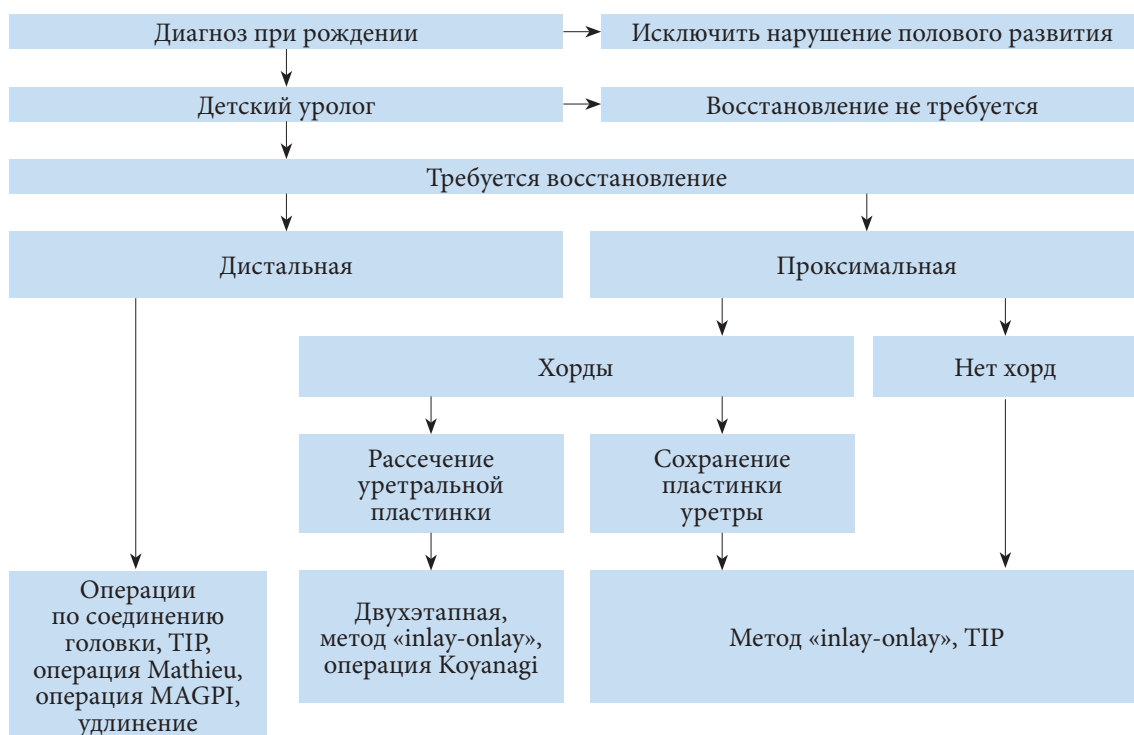 Диагноз при рождении
Исключить нарушение полового развития
Детский уролог
Восстановление не требуется
Требуется восстановление
Дистальная
Проксимальная
Хорды
Нет хорд
Рассечение
уретральной
пластинки
Сохранение
пластинки
уретры
Операции
по соединению
головки, TIP,
операция Mathieu,
операция MAGPI,
удлинение
Двухэтапная,
метод «inlay-onlay»,
операция Koyanagi
Метод «inlay-onlay», TIP